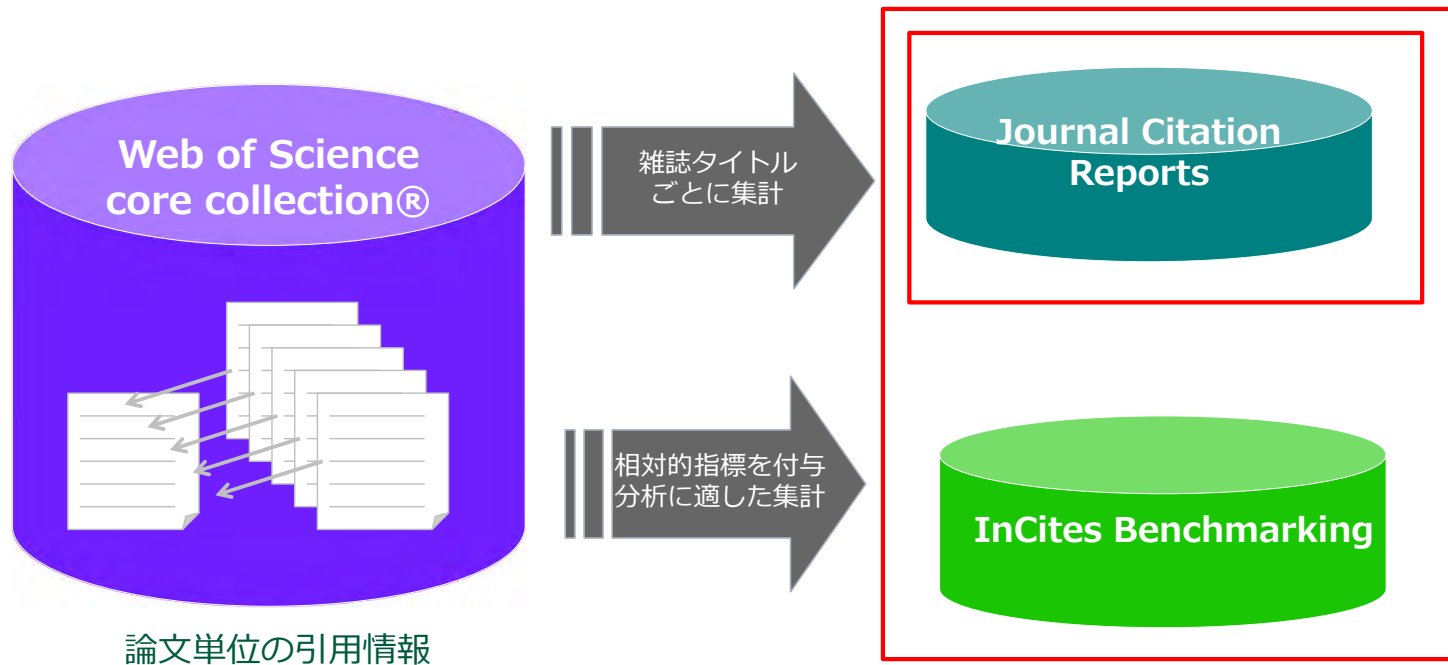 Web of Science
core collection®
論文単位の引用情報
雑誌タイトル
ごとに集計
Journal Citation
Reports
相対的指標を付与
分析に適した集計
InCites Benchmarking